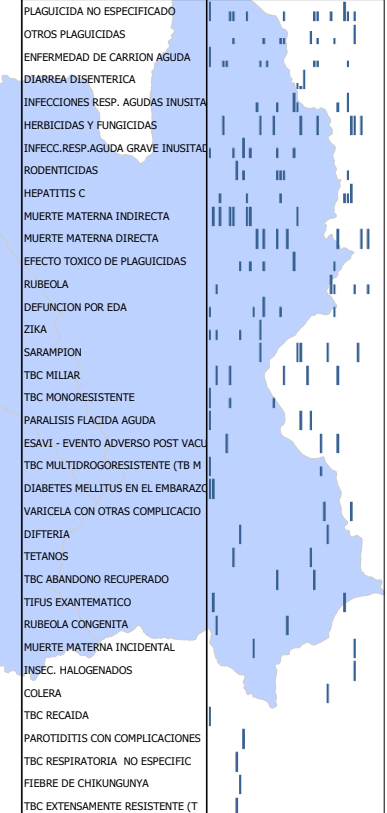 PLAGUICIDA NO ESPECIFICADO
OTROS PLAGUICIDAS
ENFERMEDAD DE CARRION AGUDA
DIARREA DISENTERICA
INFECCIONES RESP. AGUDAS INUSITA
HERBICIDAS Y FUNGICIDAS
INFECC.RESP.AGUDA GRAVE INUSITAD
RODENTICIDAS
HEPATITIS C
MUERTE MATERNA INDIRECTA
MUERTE MATERNA DIRECTA
EFECTO TOXICO DE PLAGUICIDAS
RUBEOLA
DEFUNCION POR EDA
ZIKA
SARAMPION
TBC MILIAR
TBC MONORESISTENTE
PARALISIS FLACIDA AGUDA
ESAVI - EVENTO ADVERSO POST VACU
TBC MULTIDROGORESISTENTE (TB M
DIABETES MELLITUS EN EL EMBARAZO
VARICELA CON OTRAS COMPLICACIO
DIFTERIA
TETANOS
TBC ABANDONO RECUPERADO
TIFUS EXANTEMATICO
RUBEOLA CONGENITA
MUERTE MATERNA INCIDENTAL
INSEC. HALOGENADOS
COLERA
TBC RECAIDA
PAROTIDITIS CON COMPLICACIONES
TBC RESPIRATORIA  NO ESPECIFIC
FIEBRE DE CHIKUNGUNYA
TBC EXTENSAMENTE RESISTENTE (T